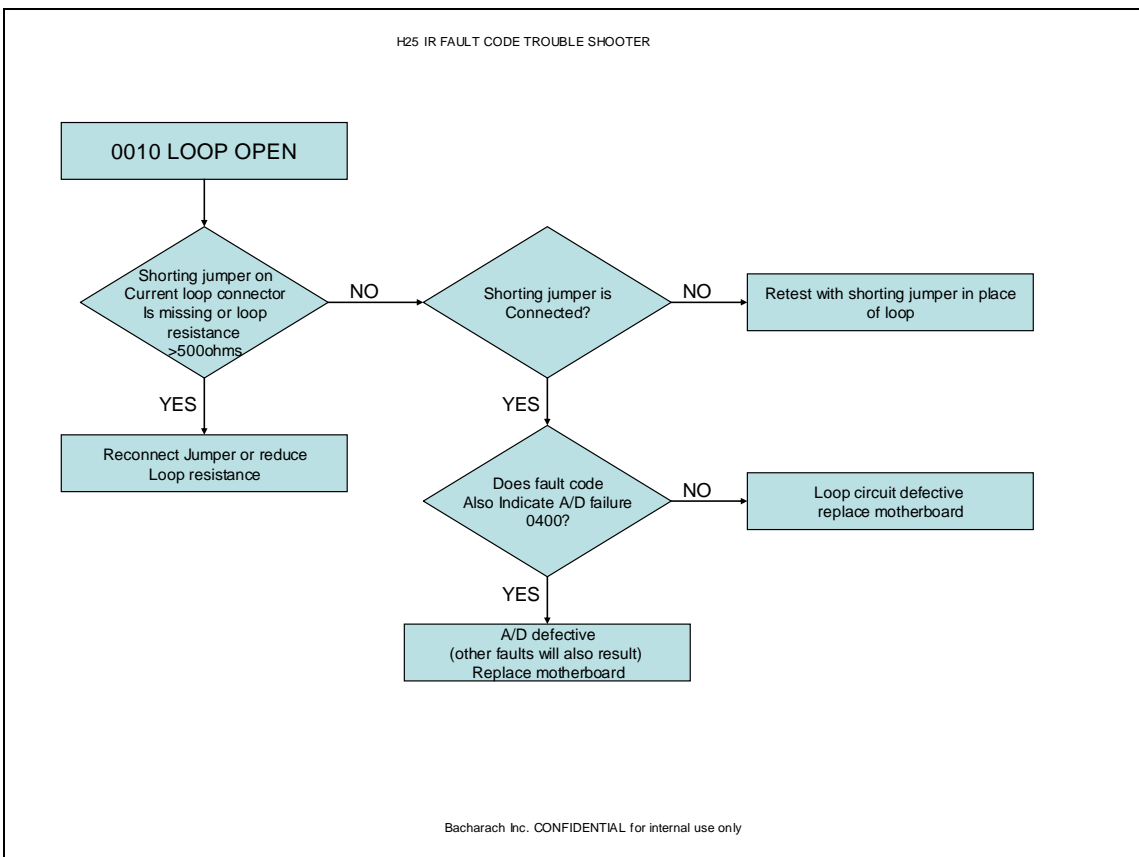 H25 IR FAULT CODE TROUBLE SHOOTER
0010 LOOP OPEN
Shorting jumper on
Current loop connector
Is missing or loop
resistance
>500ohms
NO
Shorting jumper is
Connected?
NO
Retest with shorting jumper in place
of loop
YES
Reconnect Jumper or reduce
Loop resistance
YES
Does fault code
Also Indicate A/D failure
0400?
NO
Loop circuit defective
replace motherboard
YES
A/D defective
(other faults will also result)
Replace motherboard
Bacharach Inc. CONFIDENTIAL for internal use only